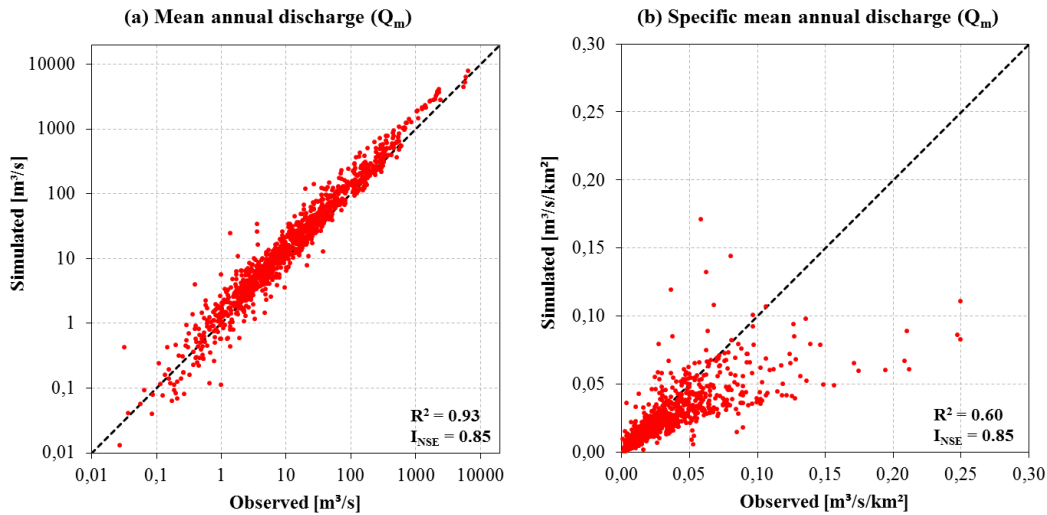 (a) Mean annual discharge (Qm)
Simulated [m³/s]
10000
1000
100
10
1
0,1
0,01
R² = 0.93
INSE = 0.85
0,01 0,1 1 10 100 1000 10000
Observed [m³/s]
(b) Specific mean annual discharge (Qm)
Simulated [m³/s/km²]
0,30
0,25
0,20
0,15
0,10
0,05
0,00
R² = 0.60
INSE = 0.85
0,00 0,05 0,10 0,15 0,20 0,25 0,30
Observed [m³/s/km²]